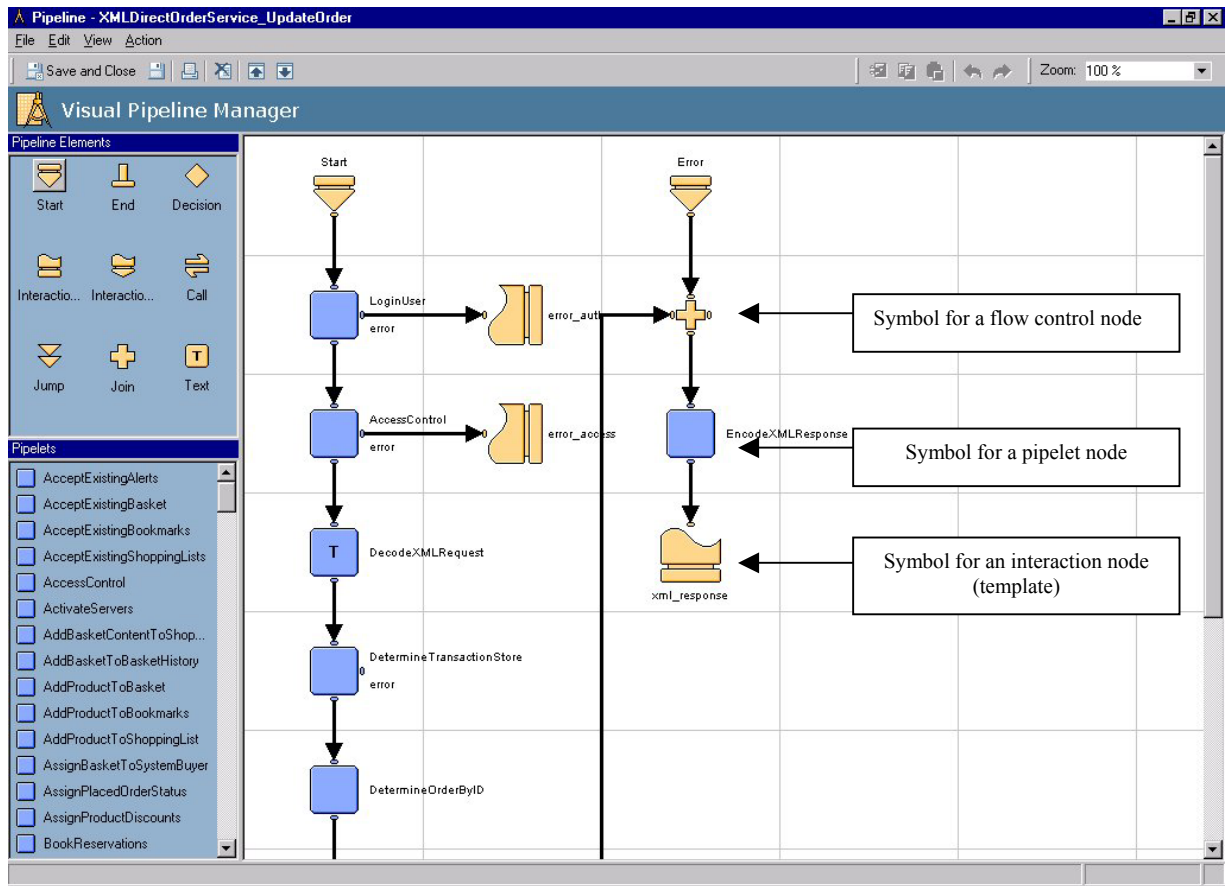 Pipeline - XMLDirectOrderService_UpdateOrder
File Edit View Action
Save and Close
Zoom: 100 %
Visual Pipeline Manager
Pipeline Elements
Start End Decision
Interactio... Interactio... Call
Jump Join T Text
Pipelets
AcceptExistingAlerts
AcceptExistingBasket
AcceptExistingBookmarks
AcceptExistingShoppingLists
AccessControl
ActivateServers
AddBasketContentToShop...
AddBasketToBasketHistory
AddProductToBasket
AddProductToBookmarks
AddProductToShoppingList
AssignBasketToSystemBuyer
AssignPlacedOrderStatus
AssignProductDiscounts
BookReservations
Start
Error
LoginUser
error
error_auth
Symbol for a flow control node
AccessControl
error
error_access
EncodeXMLResponse
Symbol for a pipelet node
T
DecodeXMLRequest
xml_response
Symbol for an interaction node
(template)
DetermineTransactionStore
error
DetermineOrderByID